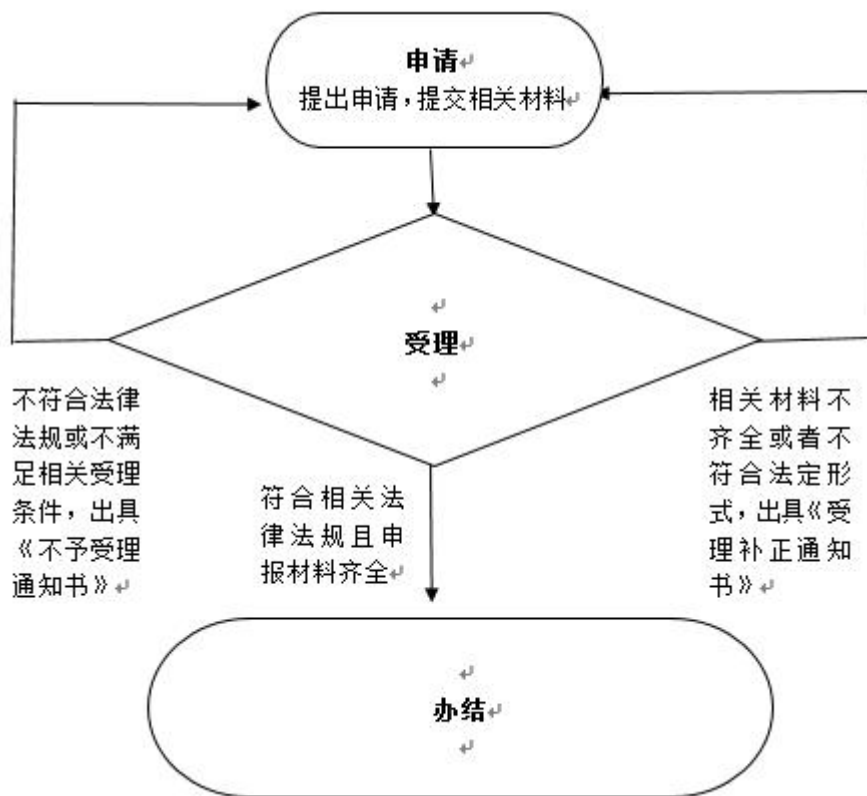 申请
提出申请，提交相关材料
受理
不符合法律
法规或不满
足相关受理
条件，出具
《不予受理
通知书》
符合相关法
律法规且申
报材料齐全
相关材料不
齐全或者不
符合法定形
式，出具《受
理补正通知
书》
办结